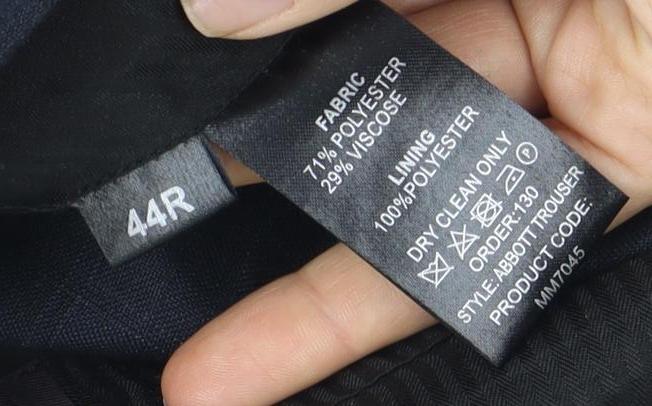 44R
FABRIC
71% POLYESTER
29% VISCOSE
LINING
100%POLYESTER
DRY CLEAN ONLY
P
ORDER:130
STYLE: ABBOTT TROUSER
PRODUCT CODE:
MM7045